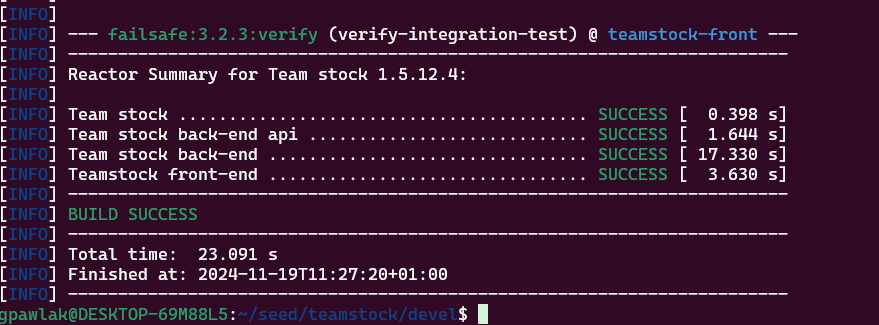 [INFO]
[INFO] --- failsafe:3.2.3:verify (verify-integration-test) @ teamstock-front ---
[INFO] ------------------------------------------------------------------------
[INFO] Reactor Summary for Team stock 1.5.12.4:
[INFO]
[INFO] Team stock ......................................... SUCCESS [  0.398 s]
[INFO] Team stock back-end api ............................ SUCCESS [  1.644 s]
[INFO] Team stock back-end ................................ SUCCESS [ 17.330 s]
[INFO] Teamstock front-end ................................ SUCCESS [  3.630 s]
[INFO] ------------------------------------------------------------------------
[INFO] BUILD SUCCESS
[INFO] ------------------------------------------------------------------------
[INFO] Total time:  23.091 s
[INFO] Finished at: 2024-11-19T11:27:20+01:00
[INFO] ------------------------------------------------------------------------
gpawlak@DESKTOP-69M88L5:~/seed/teamstock/devel$